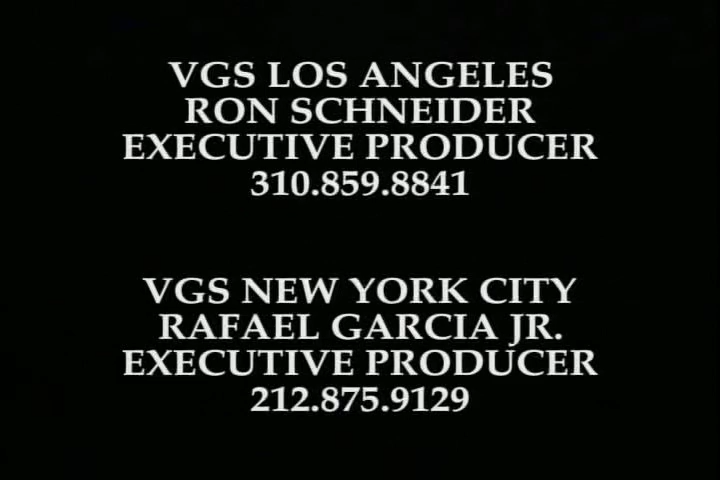 VGS LOS ANGELES
RON SCHNEIDER
EXECUTIVE PRODUCER
310.859.8841
VGS NEW YORK CITY
RAFAEL GARCIA JR.
EXECUTIVE PRODUCER
212.875.9129